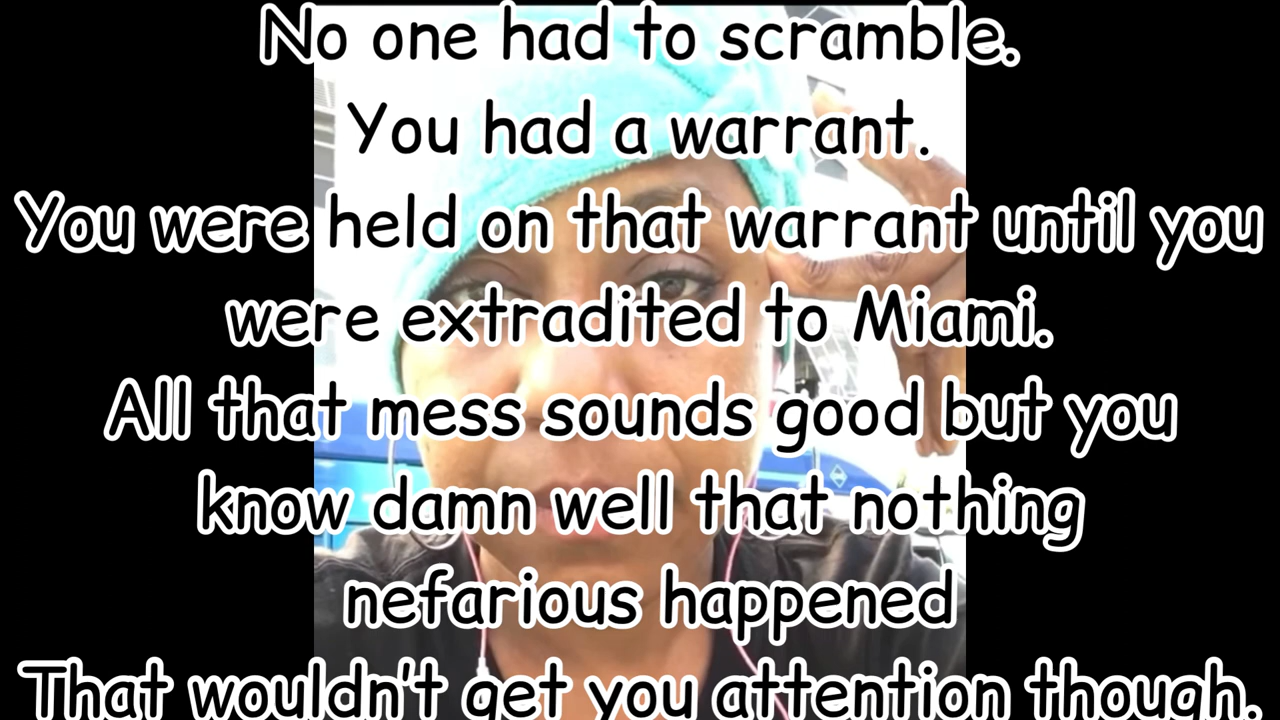 No one had to scramble.
You had a warrant.
You were held on that warrant until you
were extradited to Miami.
All that mess sounds good but you
know damn well that nothing
nefarious happened
That wouldn't get you attention though.